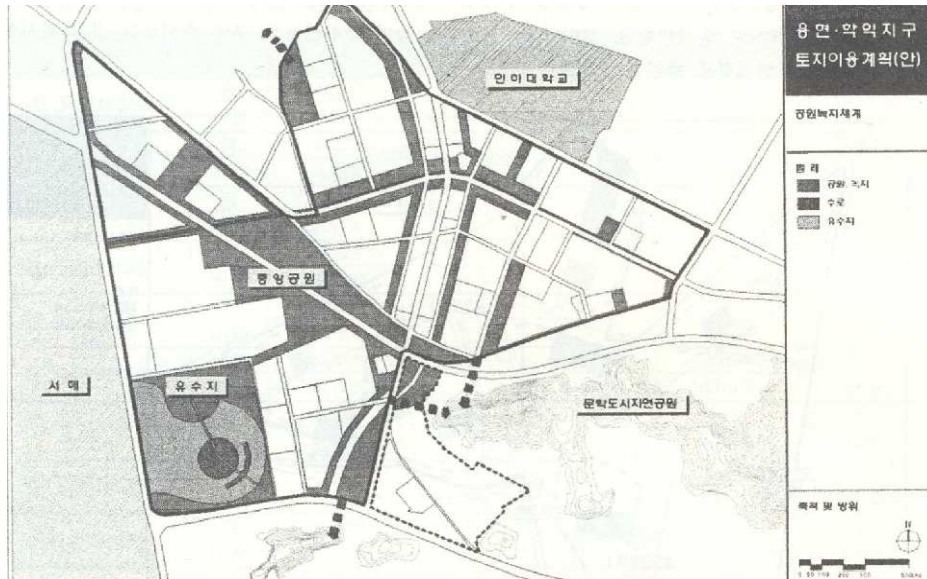 용현·학익지구
토지이용계획(안)
공원녹지체계
범례
공원, 녹지
수로
유수지
인하대학교
중앙공원
서해
유수지
문학도시자연공원
축척 및 방위
N